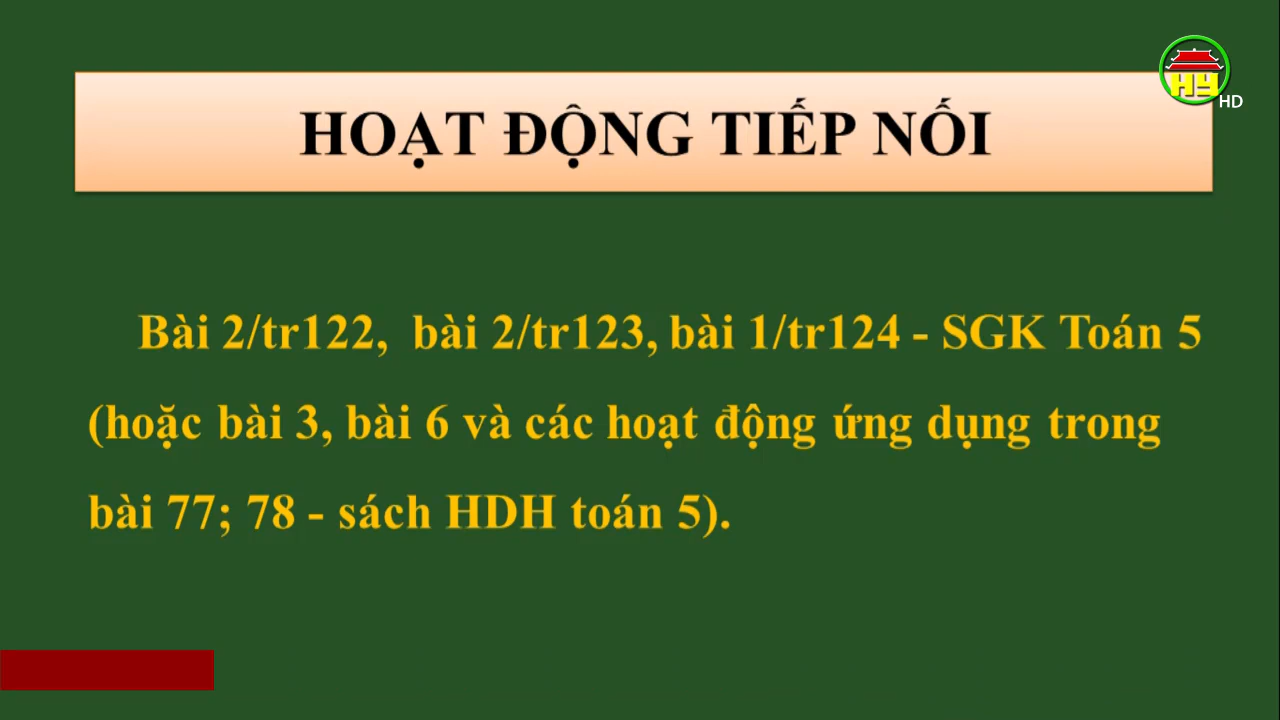 HY
HD
HOẠT ĐỘNG TIẾP NỐI
Bài 2/tr122, bài 2/tr123, bài 1/tr124 - SGK Toán 5
(hoặc bài 3, bài 6 và các hoạt động ứng dụng trong
bài 77; 78 - sách HDH toán 5).